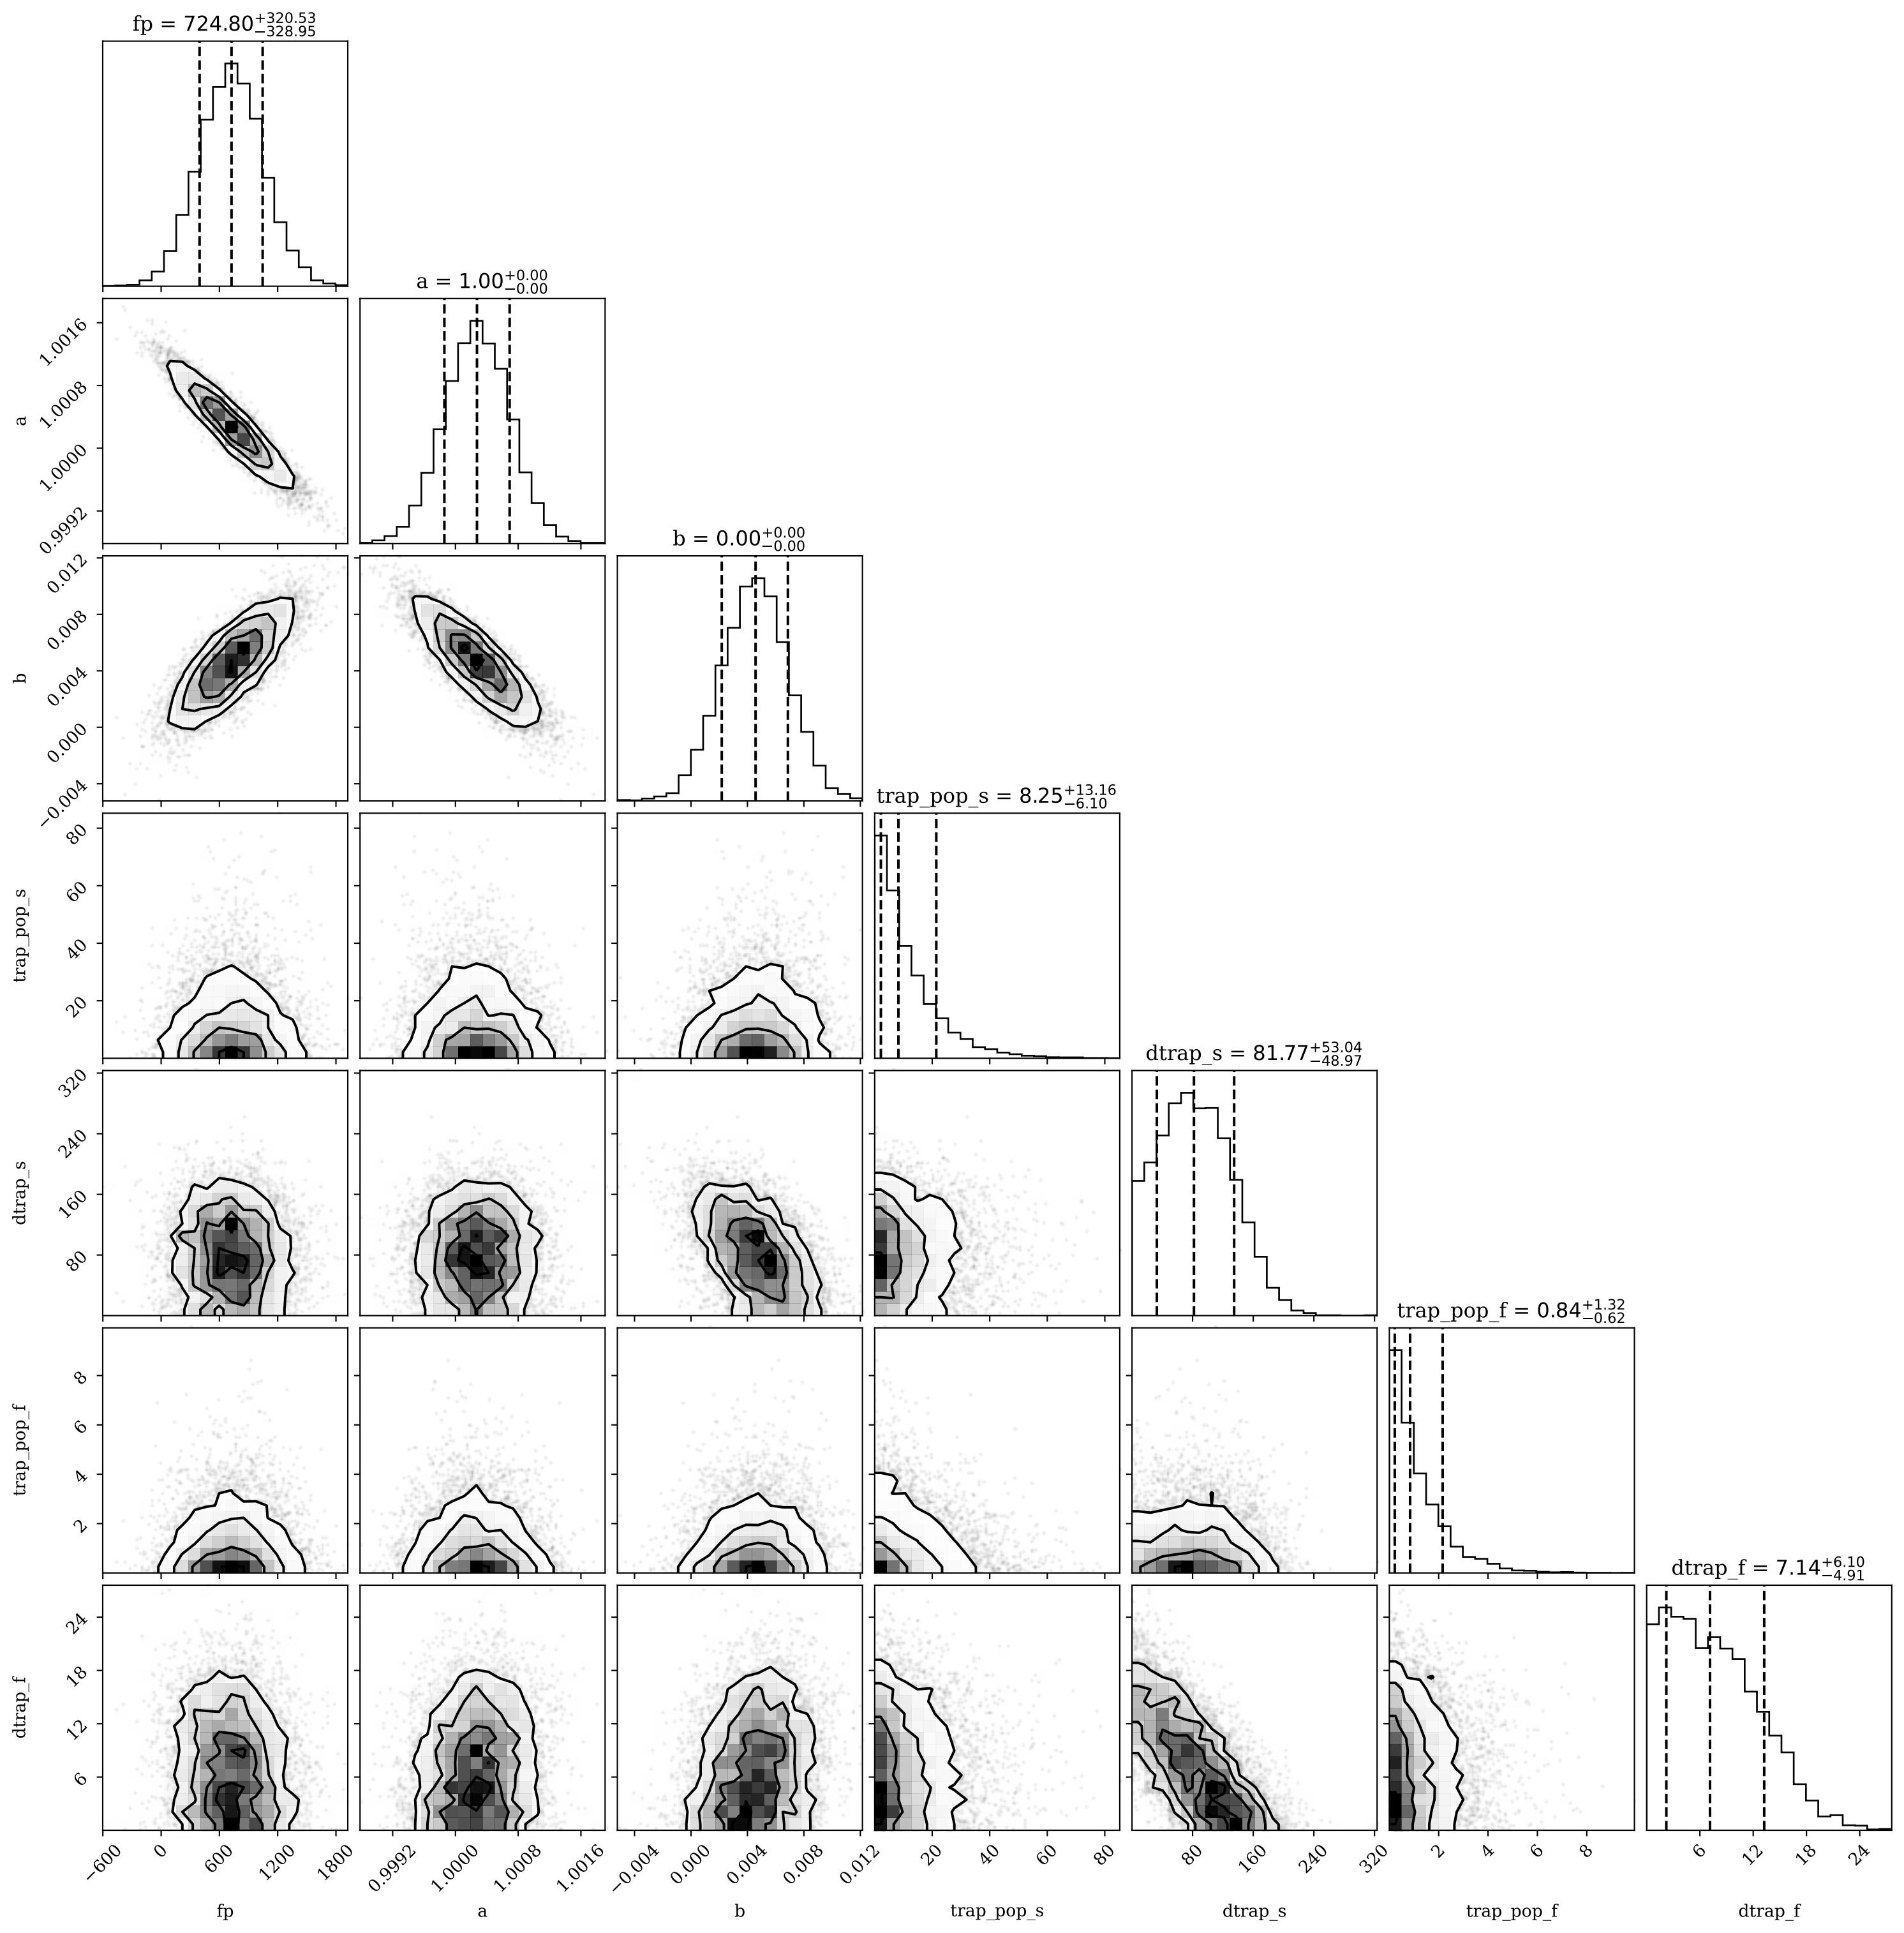 fp = 724.80+320.53−328.95
a = 1.00+0.00−0.00
1.0016
1.0008
1.0000
0.9992
a
b = 0.00+0.00−0.00
0.012
0.008
0.004
0.000
−0.004
b
trap_pop_s = 8.25+13.16−6.10
80
60
40
20
trap_pop_s
dtrap_s = 81.77+53.04−48.97
320
240
160
80
dtrap_s
trap_pop_f = 0.84+1.32−0.62
8
6
4
2
trap_pop_f
dtrap_f = 7.14+6.10−4.91
24
18
12
6
dtrap_f
−600 0 600 1200 1800 0.9992 1.0000 1.0008 1.0016 −0.004 0.000 0.004 0.008 0.012 20 40 60 80 80 160 240 320 2 4 6 8 6 12 18 24
fp a b trap_pop_s dtrap_s trap_pop_f dtrap_f